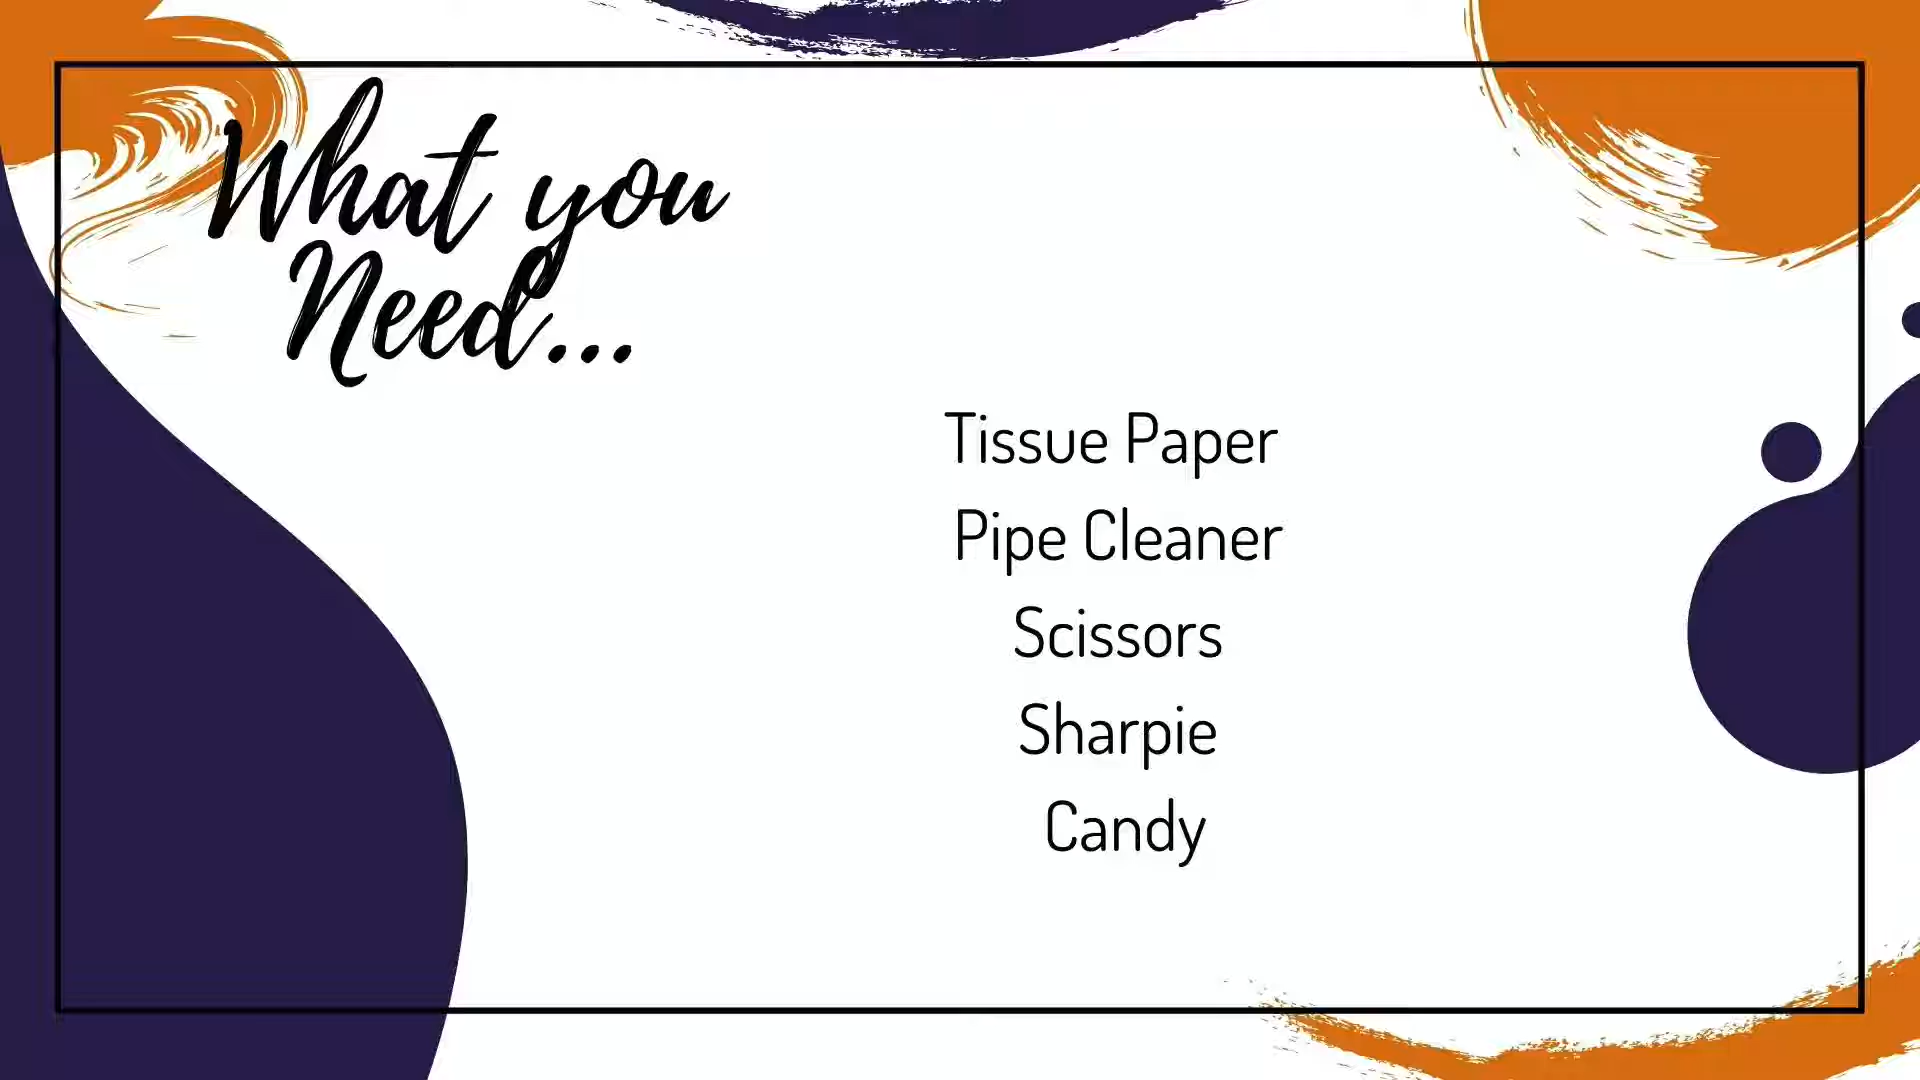 What you
Need...
Tissue Paper
Pipe Cleaner
Scissors
Sharpie
Candy